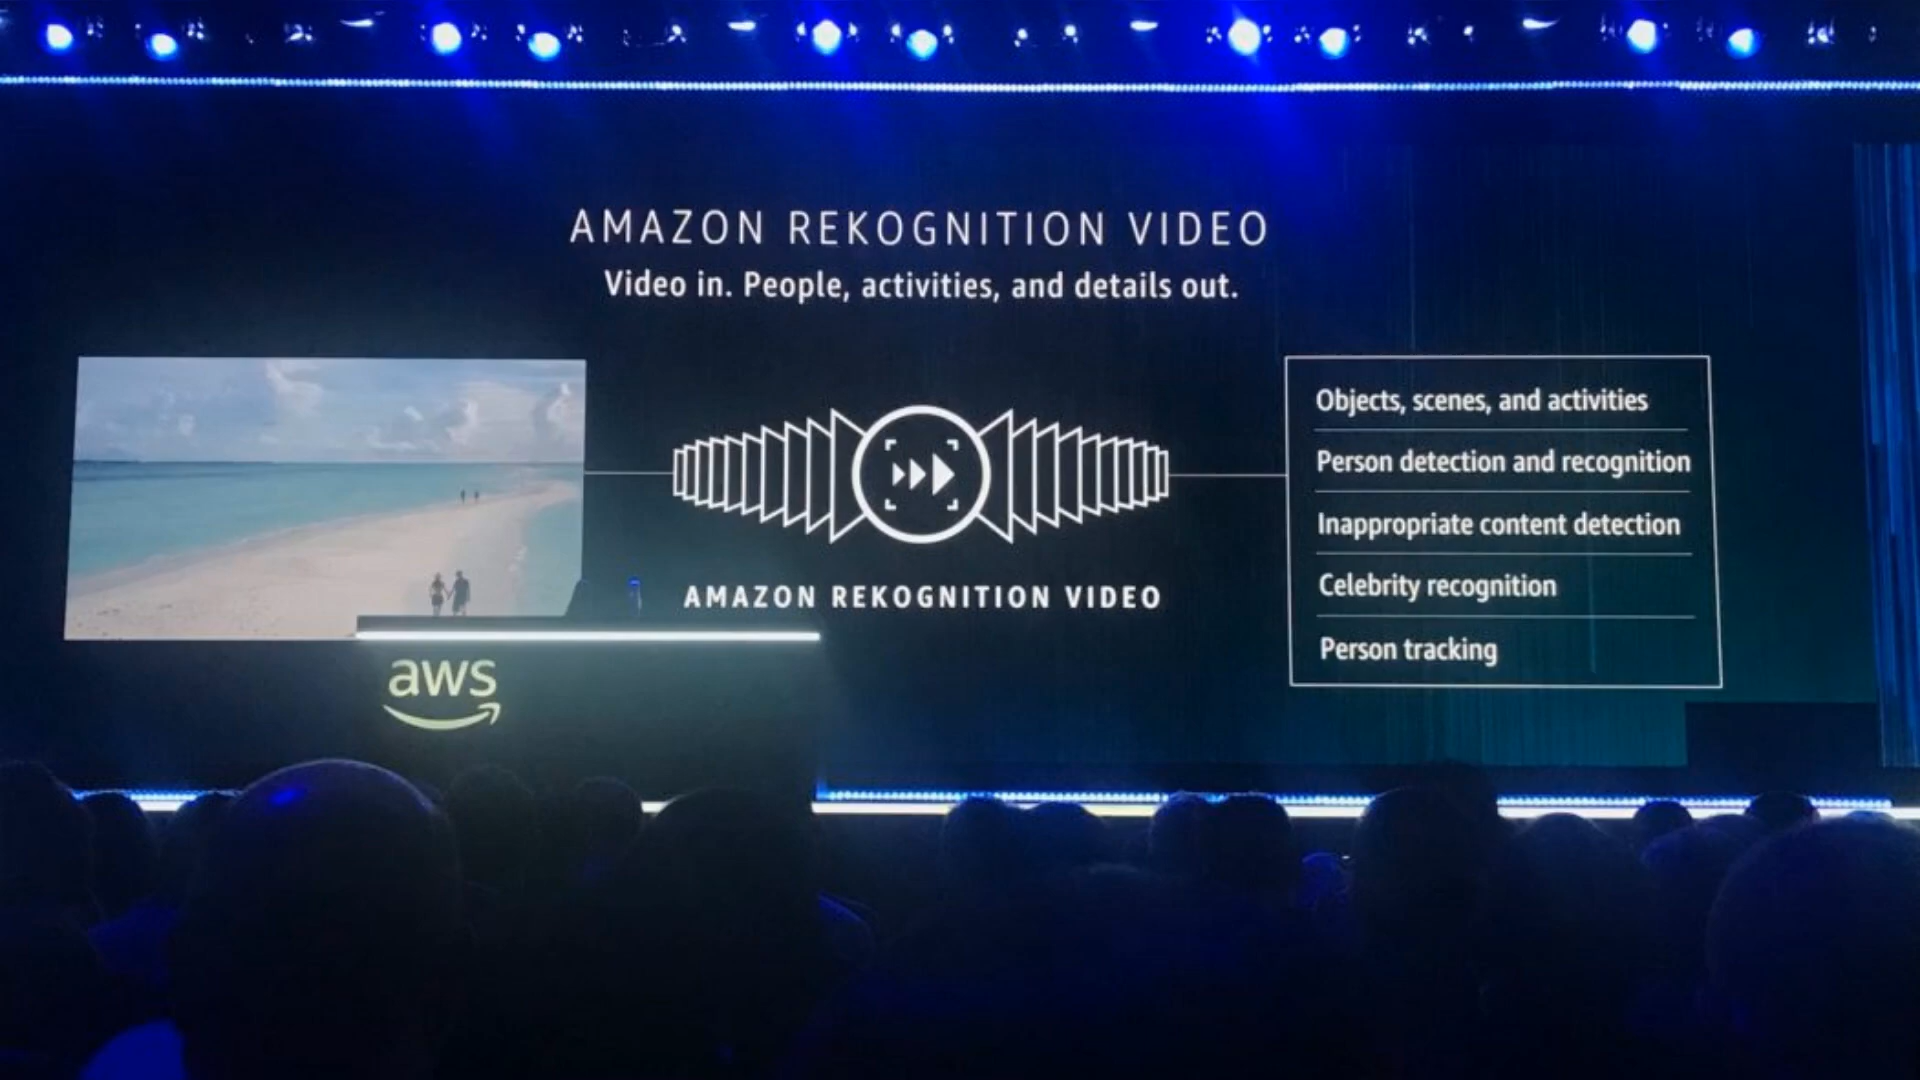 AMAZON REKOGNITION VIDEO
Video in. People, activities, and details out.
Objects, scenes, and activities
Person detection and recognition
Inappropriate content detection
Celebrity recognition
Person tracking
AMAZON REKOGNITION VIDEO
aws